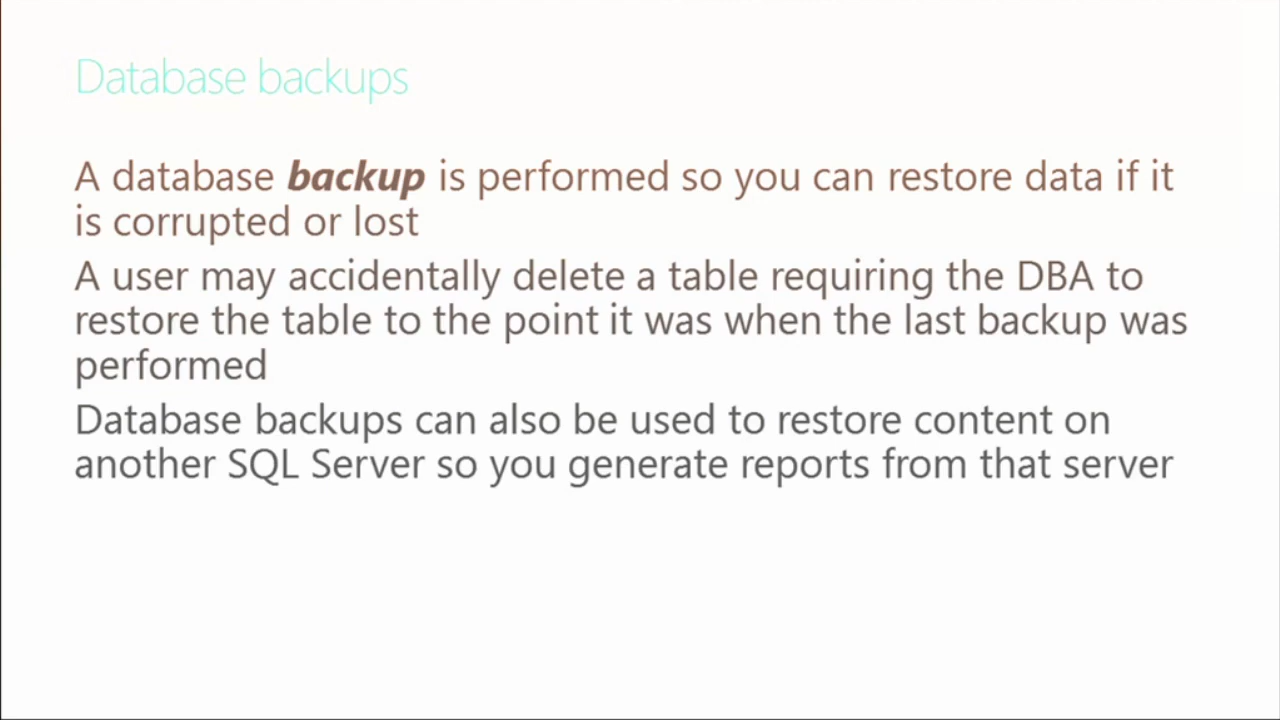 Database backups
A database backup is performed so you can restore data if it
is corrupted or lost
A user may accidentally delete a table requiring the DBA to
restore the table to the point it was when the last backup was
performed
Database backups can also be used to restore content on
another SQL Server so you generate reports from that server